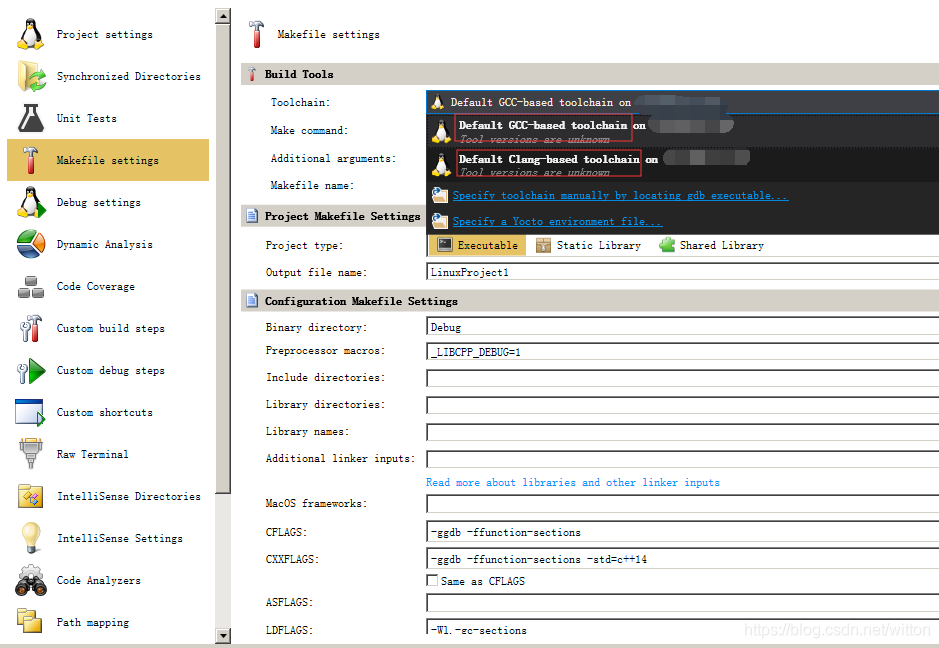 Project settings
Synchronized Directories
Unit Tests
Makefile settings
Debug settings
Dynamic Analysis
Code Coverage
Custom build steps
Custom debug steps
Custom shortcuts
Raw Terminal
IntelliSense Directories
IntelliSense Settings
Code Analyzers
Path mapping
Makefile settings
Build Tools
Toolchain: Default GCC-based toolchain on
Make command: Default GCC-based toolchain on
Tool versions are unknown
Additional arguments: Default Clang-based toolchain on
Tool versions are unknown
Makefile name: Specify toolchain manually by locating gdb executable...
Project Makefile Settings Specify a Yocto environment file...
Project type: Executable Static Library Shared Library
Output file name: LinuxProject1
Configuration Makefile Settings
Binary directory: Debug
Preprocessor macros: _LIBCPP_DEBUG=1
Include directories:
Library directories:
Library names:
Additional linker inputs:
Read more about libraries and other linker inputs
MacOS frameworks:
CFLAGS: -ggdb -ffunction-sections
CXXFLAGS: -ggdb -ffunction-sections -std=c++14
Same as CFLAGS
ASFLAGS:
LDFLAGS: -Wl,-gc-sections
https://blog.csdn.net/witton